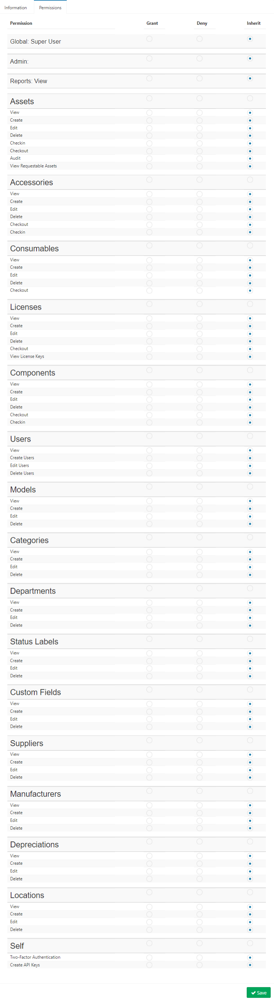 Information Permissions
Permission Grant Deny Inherit
Global: Super User
Admin:
Reports: View
Assets
View
Create
Edit
Delete
Checkin
Checkout
Audit
View Requestable Assets
Accessories
View
Create
Edit
Delete
Checkout
Checkin
Consumables
View
Create
Edit
Delete
Checkout
Licenses
View
Create
Edit
Delete
Checkout
View License Keys
Components
View
Create
Edit
Delete
Checkout
Checkin
Users
View
Create Users
Edit Users
Delete Users
Models
View
Create
Edit
Delete
Categories
View
Create
Edit
Delete
Departments
View
Create
Edit
Delete
Status Labels
View
Create
Edit
Delete
Custom Fields
View
Create
Edit
Delete
Suppliers
View
Create
Edit
Delete
Manufacturers
View
Create
Edit
Delete
Depreciations
View
Create
Edit
Delete
Locations
View
Create
Edit
Delete
Self
Two-Factor Authentication
Create API Keys
Save